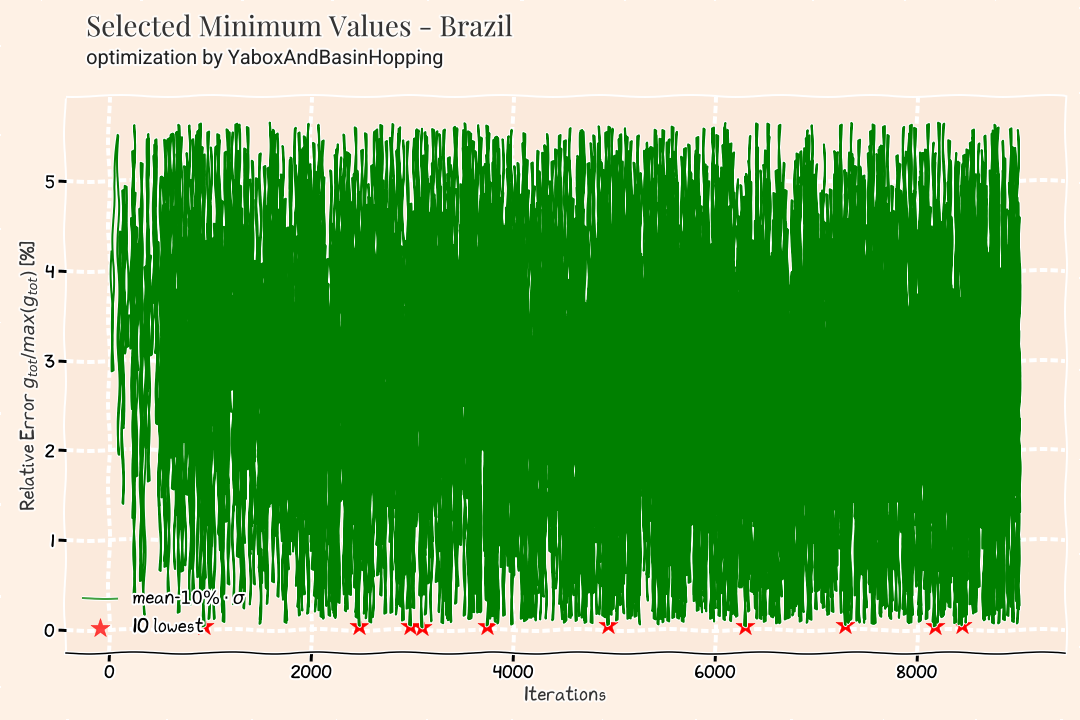 Selected Minimum Values - Brazil
optimization by YaboxAndBasinHopping
Relative Error g_tot/max(g_tot) [%]
5
4
3
2
1
0
mean-10% · σ
10 lowest
0 2000 4000 6000 8000
Iterations